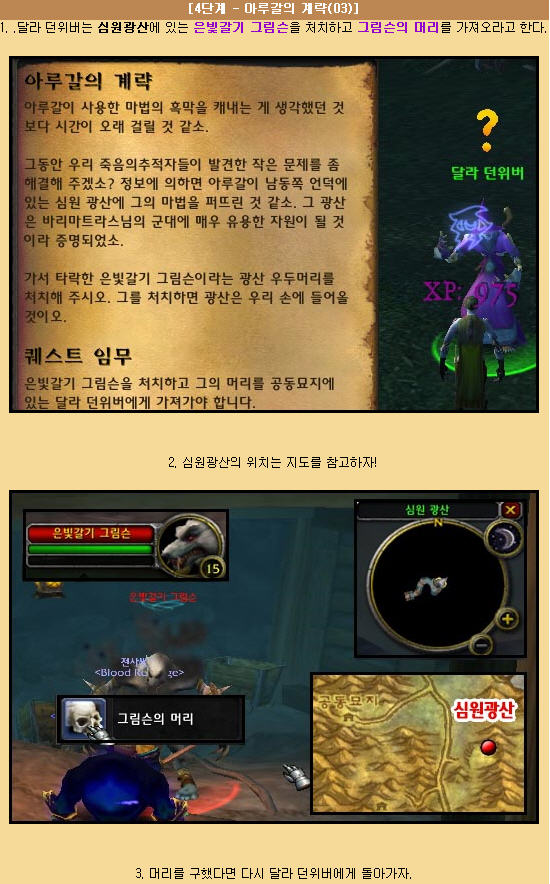 [4단계 - 아루갈의 계략(03)]
1. .달라 던위버는 심원광산에 있는 은빛갈기 그림슨을 처치하고 그림슨의 머리를 가져오라고 한다.
아루갈의 계략
아루갈이 사용한 마법의 흑막을 캐내는 게 생각했던 것
보다 시간이 오래 걸릴 것 같소.
그동안 우리 죽음의추적자들이 발견한 작은 문제를 좀
해결해 주겠소? 정보에 의하면 아루갈이 남동쪽 언덕에
있는 심원 광산에 그의 마법을 퍼뜨린 것 같소. 그 광산
은 바리마트라스님의 군대에 매우 유용한 자원이 될 것
이라 증명되었소.
가서 타락한 은빛갈기 그림슨이라는 광산 우두머리를
처치해 주시오. 그를 처치하면 광산은 우리 손에 들어올
것이오.
퀘스트 임무
은빛갈기 그림슨을 처치하고 그의 머리를 공동묘지에
있는 달라 던위버에게 가져가야 합니다.
?
달라 던위버
XP: 975
2. 심원광산의 위치는 지도를 참고하자!
은빛갈기 그림슨
15
심원 광산
N
은빛갈기 그림슨
<Blood
그림슨의 머리
공동묘지
심원광산
3. 머리를 구했다면 다시 달라 던위버에게 돌아가자.